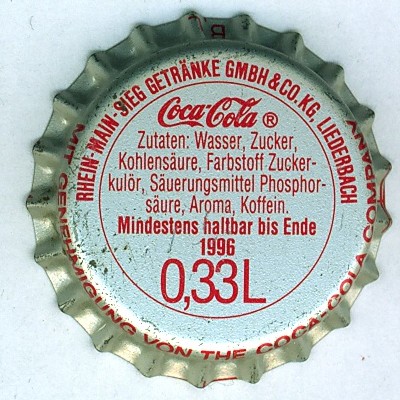 RHEIN-MAIN-SIEG GETRÄNKE GMBH & CO. KG, LIEDERBACH
Coca-Cola ®
Zutaten: Wasser, Zucker,
Kohlensäure, Farbstoff Zucker-
kulör, Säuerungsmittel Phosphor-
säure, Aroma, Koffein.
Mindestens haltbar bis Ende
1996
0,33L
MIT GENEHMIGUNG VON THE COCA-COLA COMPANY